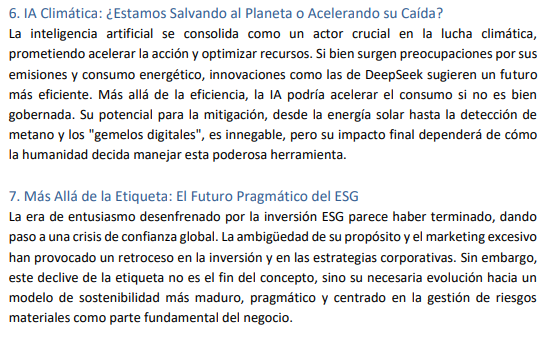 6. IA Climática: ¿Estamos Salvando al Planeta o Acelerando su Caída?
La inteligencia artificial se consolida como un actor crucial en la lucha climática,
prometiendo acelerar la acción y optimizar recursos. Si bien surgen preocupaciones por sus
emisiones y consumo energético, innovaciones como las de DeepSeek sugieren un futuro
más eficiente. Más allá de la eficiencia, la IA podría acelerar el consumo si no es bien
gobernada. Su potencial para la mitigación, desde la energía solar hasta la detección de
metano y los "gemelos digitales", es innegable, pero su impacto final dependerá de cómo
la humanidad decida manejar esta poderosa herramienta.
7. Más Allá de la Etiqueta: El Futuro Pragmático del ESG
La era de entusiasmo desenfrenado por la inversión ESG parece haber terminado, dando
paso a una crisis de confianza global. La ambigüedad de su propósito y el marketing excesivo
han provocado un retroceso en la inversión y en las estrategias corporativas. Sin embargo,
este declive de la etiqueta no es el fin del concepto, sino su necesaria evolución hacia un
modelo de sostenibilidad más maduro, pragmático y centrado en la gestión de riesgos
materiales como parte fundamental del negocio.